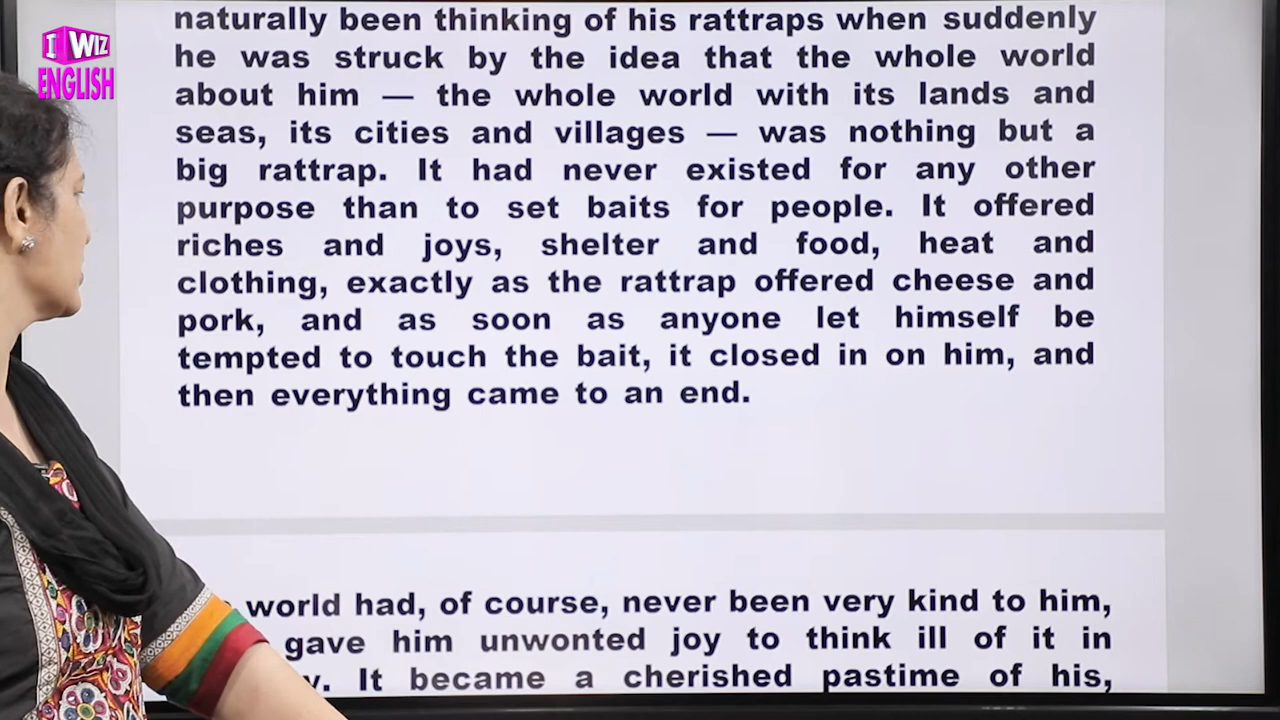 I WIZ
ENGLISH
naturally been thinking of his rattraps when suddenly
he was struck by the idea that the whole world
about him — the whole world with its lands and
seas, its cities and villages — was nothing but a
big rattrap. It had never existed for any other
purpose than to set baits for people. It offered
riches and joys, shelter and food, heat and
clothing, exactly as the rattrap offered cheese and
pork, and as soon as anyone let himself be
tempted to touch the bait, it closed in on him, and
then everything came to an end.
world had, of course, never been very kind to him,
gave him unwonted joy to think ill of it in
It became a cherished pastime of his,